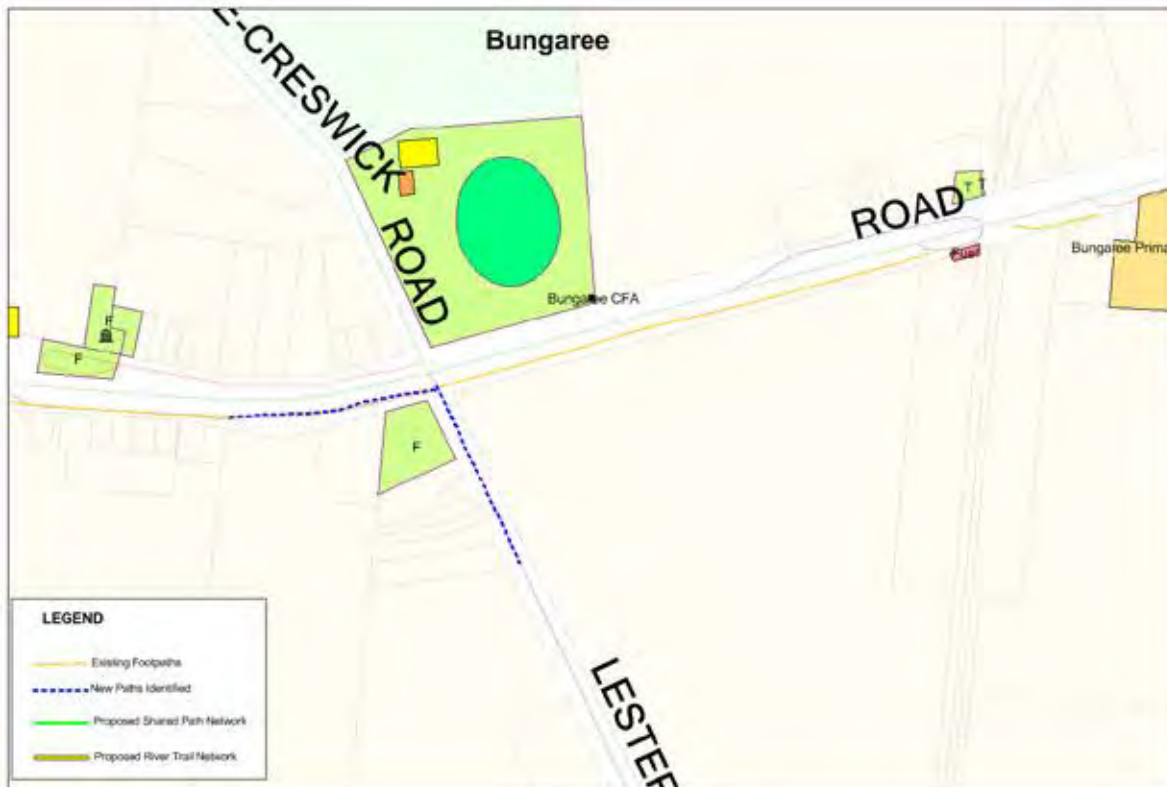 Bungaree
E-CRESWICK
ROAD
ROAD
T T
Fuel
Bungaree Prima
Bungaree CFA
F
F
F
LEGEND
Existing Footpaths
New Paths Identified
Proposed Shared Path Network
Proposed River Trail Network
LESTER